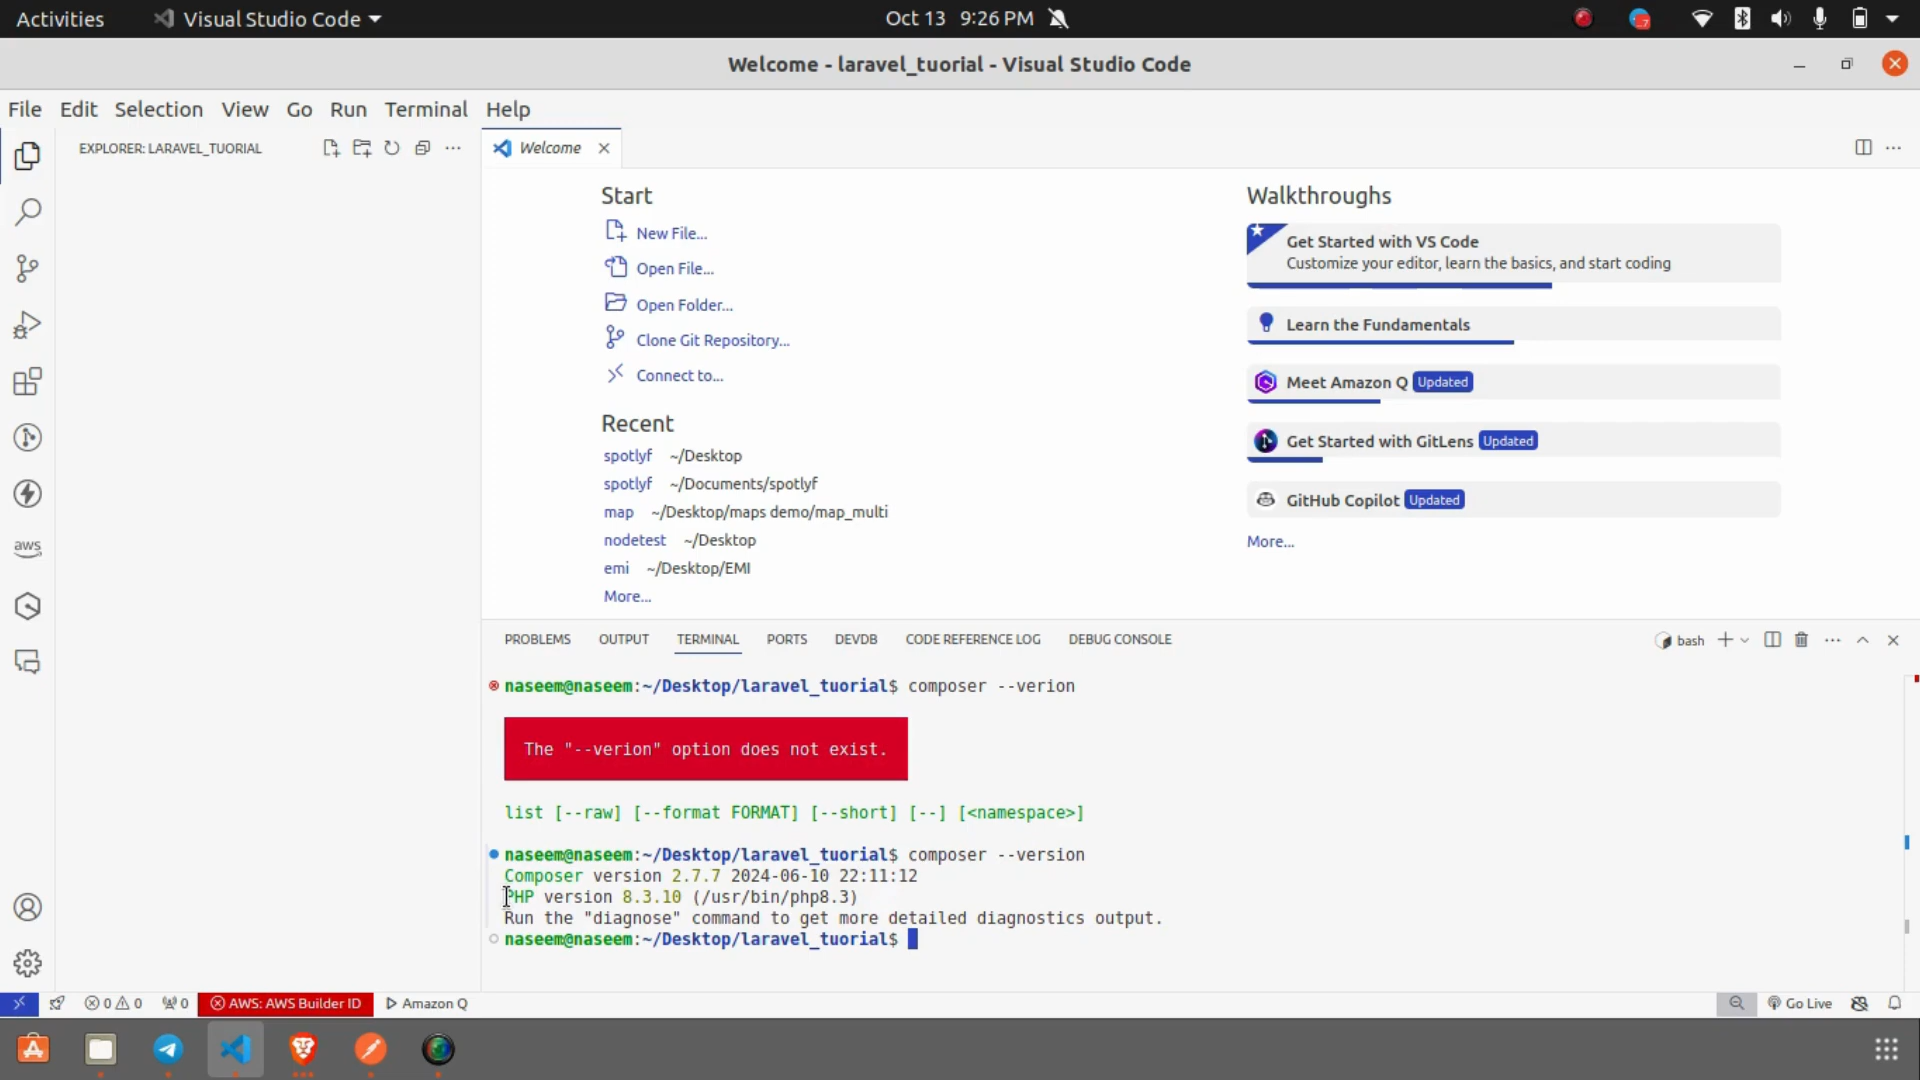 Activities
Visual Studio Code
Oct 13 9:26 PM
7
Welcome - laravel_tuorial - Visual Studio Code
File Edit Selection View Go Run Terminal Help
EXPLORER: LARAVEL_TUORIAL
Welcome
Start
New File...
Open File...
Open Folder...
Clone Git Repository...
Connect to...
Recent
spotlyf ~/Desktop
spotlyf ~/Documents/spotlyf
map ~/Desktop/maps demo/map_multi
nodetest ~/Desktop
emi ~/Desktop/EMI
More...
Walkthroughs
Get Started with VS Code
Customize your editor, learn the basics, and start coding
Learn the Fundamentals
Meet Amazon Q Updated
Get Started with GitLens Updated
GitHub Copilot Updated
More...
aws
PROBLEMS OUTPUT TERMINAL PORTS DEVDB CODE REFERENCE LOG DEBUG CONSOLE
bash
naseem@naseem:~/Desktop/laravel_tuorial$ composer --verion
The "--verion" option does not exist.
list [--raw] [--format FORMAT] [--short] [--] [<namespace>]
naseem@naseem:~/Desktop/laravel_tuorial$ composer --version
Composer version 2.7.7 2024-06-10 22:11:12
PHP version 8.3.10 (/usr/bin/php8.3)
Run the "diagnose" command to get more detailed diagnostics output.
naseem@naseem:~/Desktop/laravel_tuorial$
0 0 0 AWS: AWS Builder ID Amazon Q Go Live